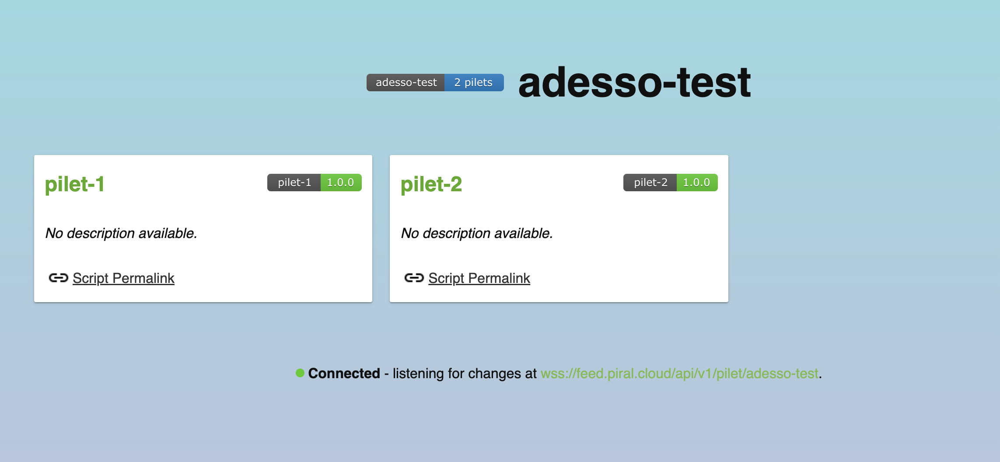 adesso-test 2 pilets adesso-test
pilet-1 pilet-1 1.0.0
No description available.
Script Permalink
pilet-2 pilet-2 1.0.0
No description available.
Script Permalink
Connected - listening for changes at wss://feed.piral.cloud/api/v1/pilet/adesso-test.